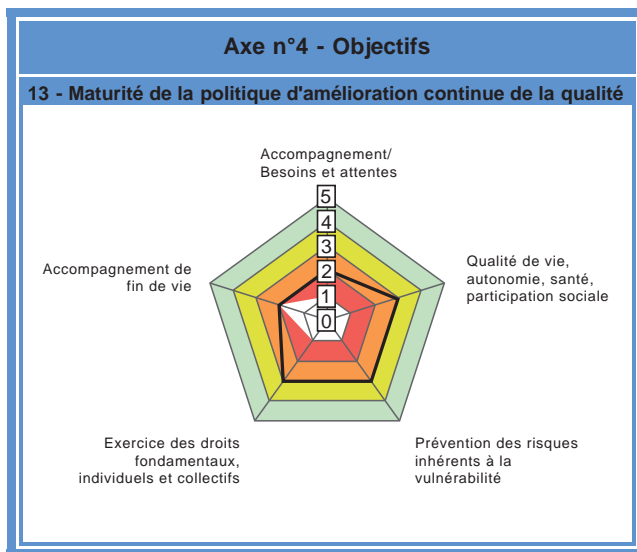 Axe n°4 - Objectifs
13 - Maturité de la politique d'amélioration continue de la qualité
Accompagnement/
Besoins et attentes
5
4
3
2
1
0
Qualité de vie,
autonomie, santé,
participation sociale
Accompagnement de
fin de vie
Exercice des droits
fondamentaux,
individuels et collectifs
Prévention des risques
inhérents à la
vulnérabilité